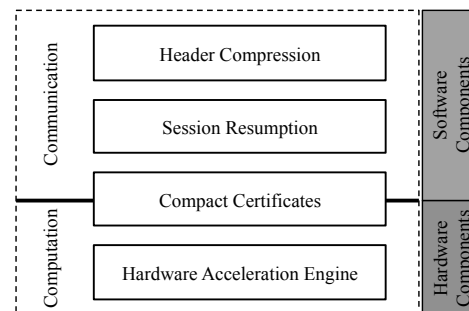 Communication
Header Compression
Session Resumption
Compact Certificates
Computation
Hardware Acceleration Engine
Software
Components
Hardware
Components